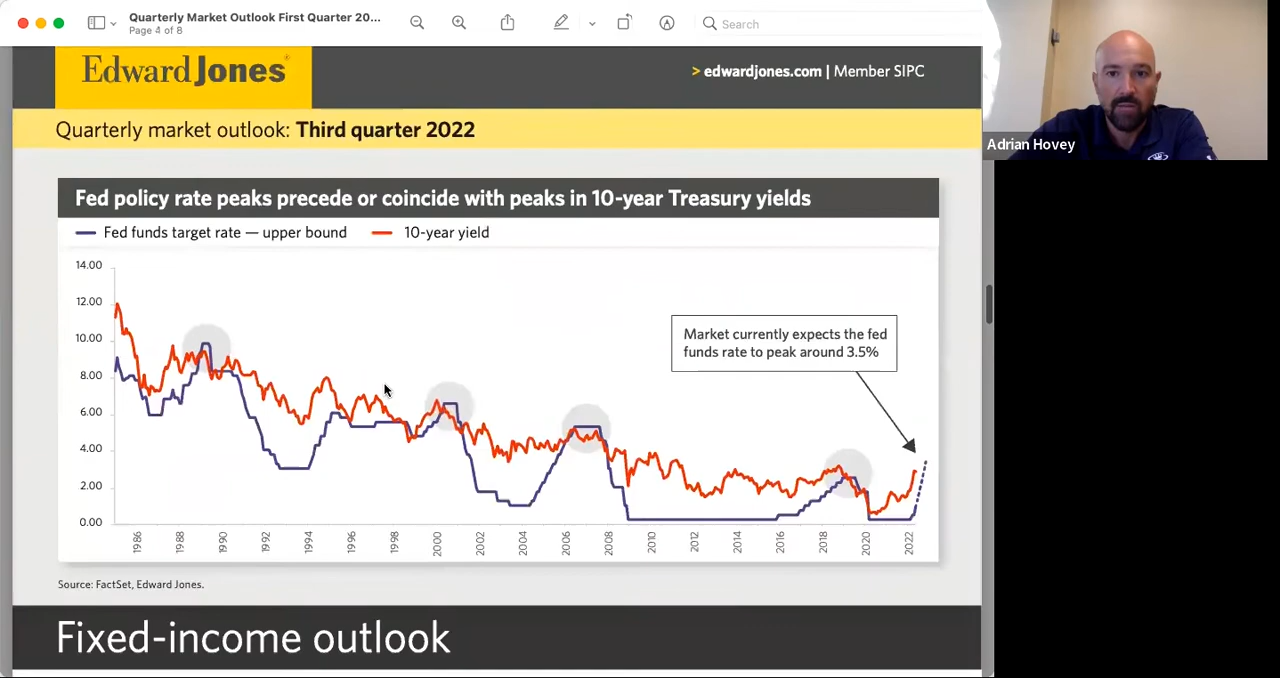 Quarterly Market Outlook First Quarter 20...
Page 4 of 8
Search
Edward Jones®
> edwardjones.com | Member SIPC
Adrian Hovey
Quarterly market outlook: Third quarter 2022
Fed policy rate peaks precede or coincide with peaks in 10-year Treasury yields
Fed funds target rate — upper bound 10-year yield
14.00
12.00
10.00
8.00
6.00
4.00
2.00
0.00
Market currently expects the fed
funds rate to peak around 3.5%
1986 1988 1990 1992 1994 1996 1998 2000 2002 2004 2006 2008 2010 2012 2014 2016 2018 2020 2022
Source: FactSet, Edward Jones.
Fixed-income outlook